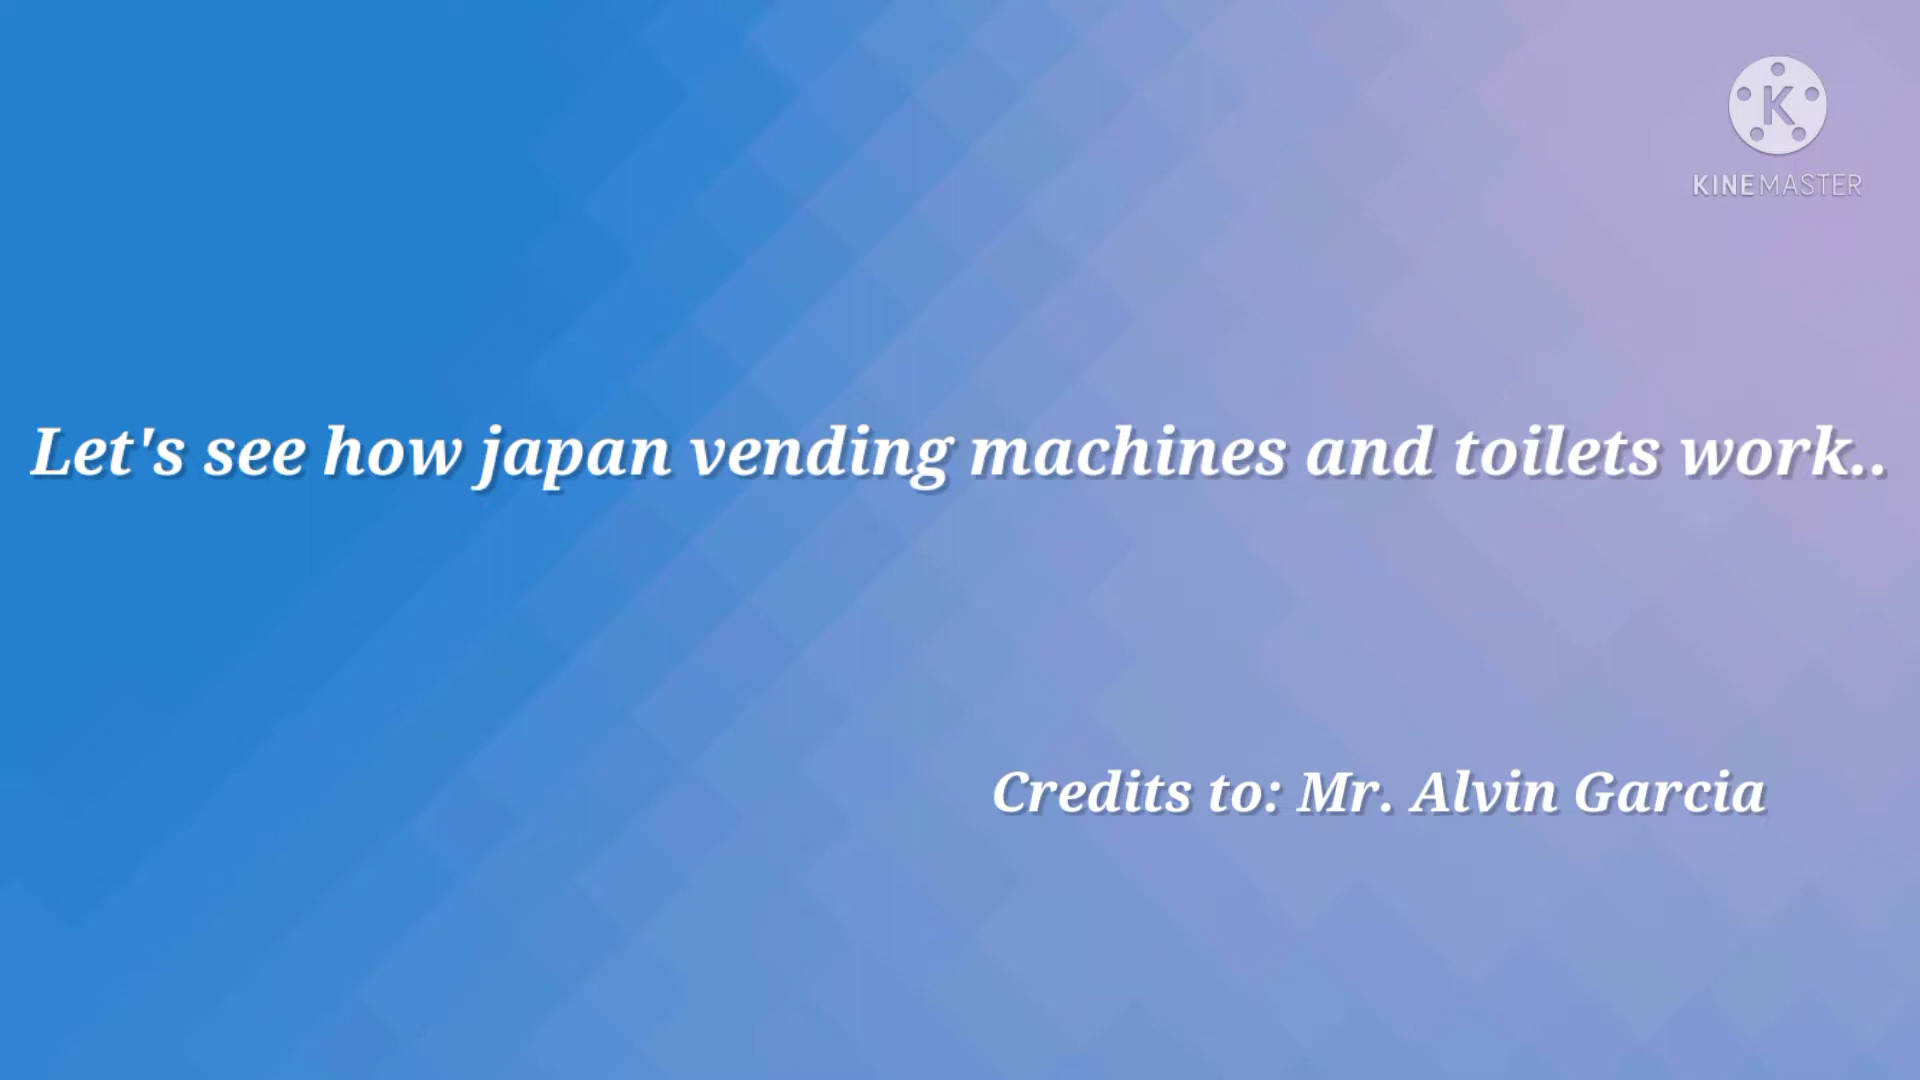 K
KINEMASTER
Let's see how japan vending machines and toilets work..
Credits to: Mr. Alvin Garcia